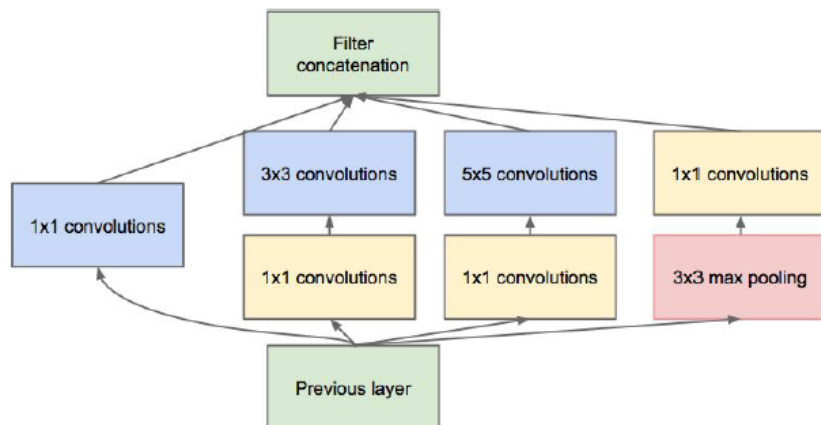 Filter
concatenation
3x3 convolutions
5x5 convolutions
1x1 convolutions
1x1 convolutions
1x1 convolutions
1x1 convolutions
3x3 max pooling
Previous layer